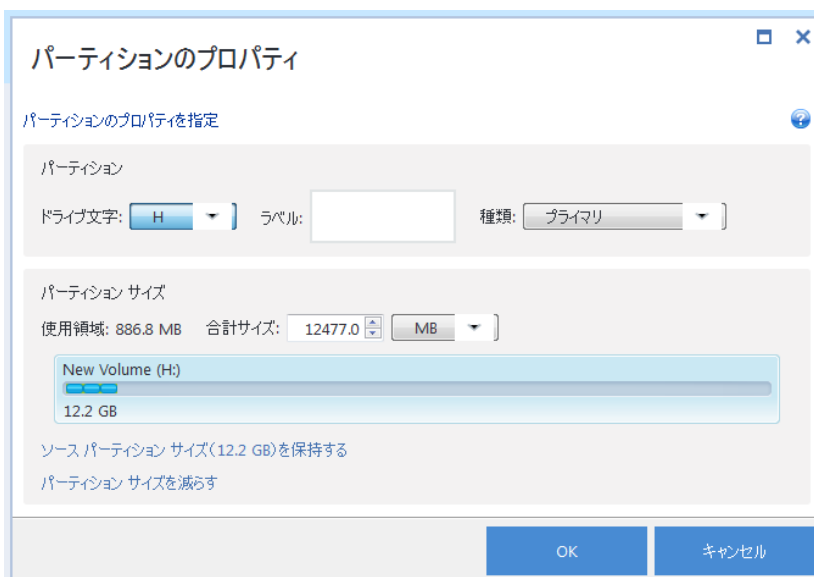 パーティションのプロパティ
パーティションのプロパティを指定
パーティション
ドライブ文字: H ラベル: 種類: プライマリ
パーティション サイズ
使用領域: 886.8 MB 合計サイズ: 12477.0 MB
New Volume (H:)
12.2 GB
ソース パーティション サイズ(12.2 GB)を保持する
パーティション サイズを減らす
OK キャンセル